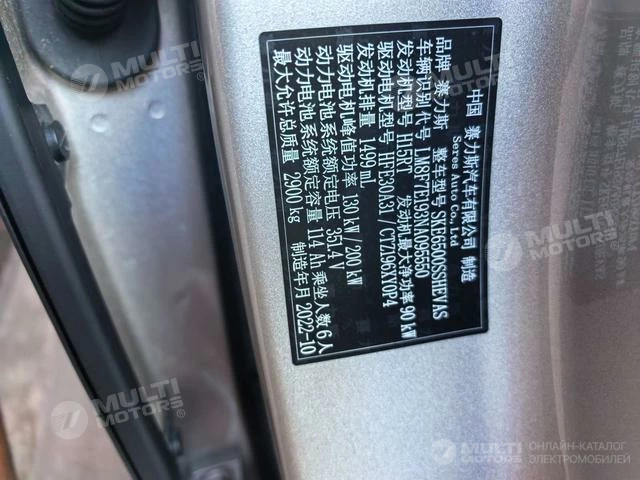 中国 赛力斯汽车有限公司 制造
Seres Auto Co., Ltd
品牌 赛力斯 整车型号 SKE6500SSHEVAS
车辆识别代号 LM8F7E193NA095560
发动机型号 H15RT 发动机最大净功率 90 kW
驱动电机型号 HFE30A31/CTZ196XY0P4
发动机排量 1499 mL
驱动电机峰值功率 130 kW/200 kW
动力电池系统额定电压 351.4 V
动力电池系统额定容量 114 Ah 乘坐人数 6 人
最大允许总质量 2900 kg 制造年月 2022-10
MULTI MOTORS
MULTI MOTORS
MULTI MOTORS
MULTI MOTORS
MULTI MOTORS
ОНЛАЙН-КАТАЛОГ
ЭЛЕКТРОМОБИЛЕЙ